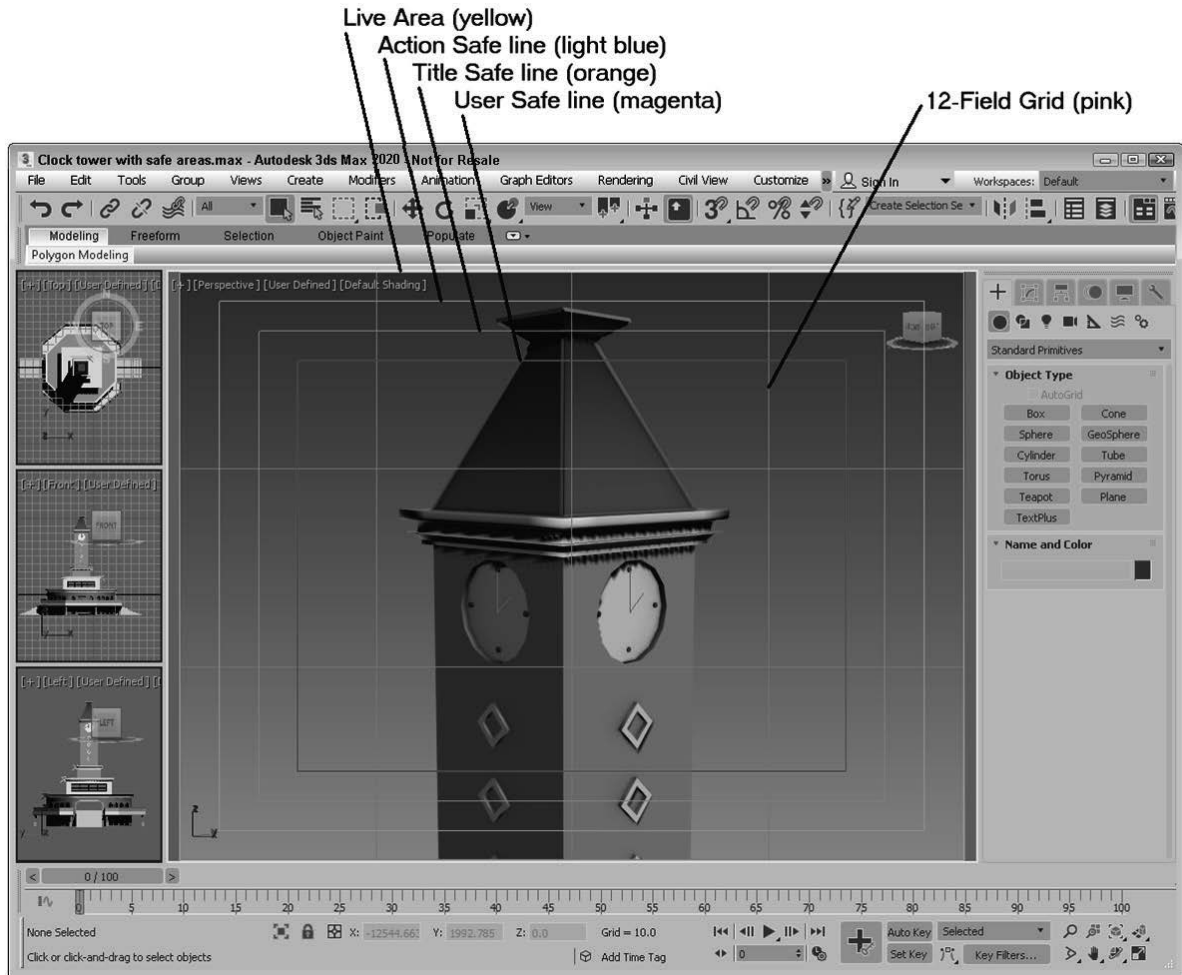 Live Area (yellow)
Action Safe line (light blue)
Title Safe line (orange)
User Safe line (magenta)
12-Field Grid (pink)
Clock tower with safe areas.max - Autodesk 3ds Max 2020 - Not for Resale
File Edit Tools Group Views Create Modifiers Animation Graph Editors Rendering Civil View Customize » Sign In Workspaces: Default
All View Create Selection Se
Modeling Freeform Selection Object Paint Populate
Polygon Modeling
[+] [Top] [User Defined] [
TOP
y
x
[+] [Perspective] [User Defined] [Default Shading]
[+] [Front] [User Defined]
FRONT
x
[+] [Left] [User Defined] [
LEFT
y
z
Standard Primitives
Object Type
AutoGrid
Box Cone
Sphere GeoSphere
Cylinder Tube
Torus Pyramid
Teapot Plane
TextPlus
Name and Color
< 0 / 100 >
0 5 10 15 20 25 30 35 40 45 50 55 60 65 70 75 80 85 90 95 100
None Selected X: -12544.663 Y: 1992.785 Z: 0.0 Grid = 10.0 Auto Key Selected
Click or click-and-drag to select objects Add Time Tag 0 Set Key Key Filters...